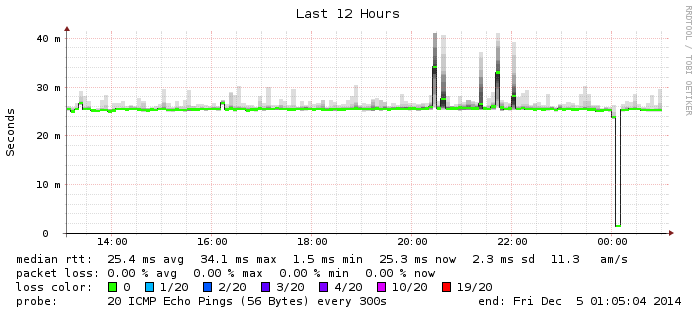 Last 12 Hours
RRDTOOL / TOBI OETIKER
Seconds
40 m
30 m
20 m
10 m
0
14:00 16:00 18:00 20:00 22:00 00:00
median rtt: 25.4 ms avg 34.1 ms max 1.5 ms min 25.3 ms now 2.3 ms sd 11.3 am/s
packet loss: 0.00 % avg 0.00 % max 0.00 % min 0.00 % now
loss color: 0 1/20 2/20 3/20 4/20 10/20 19/20
probe: 20 ICMP Echo Pings (56 Bytes) every 300s end: Fri Dec 5 01:05:04 2014